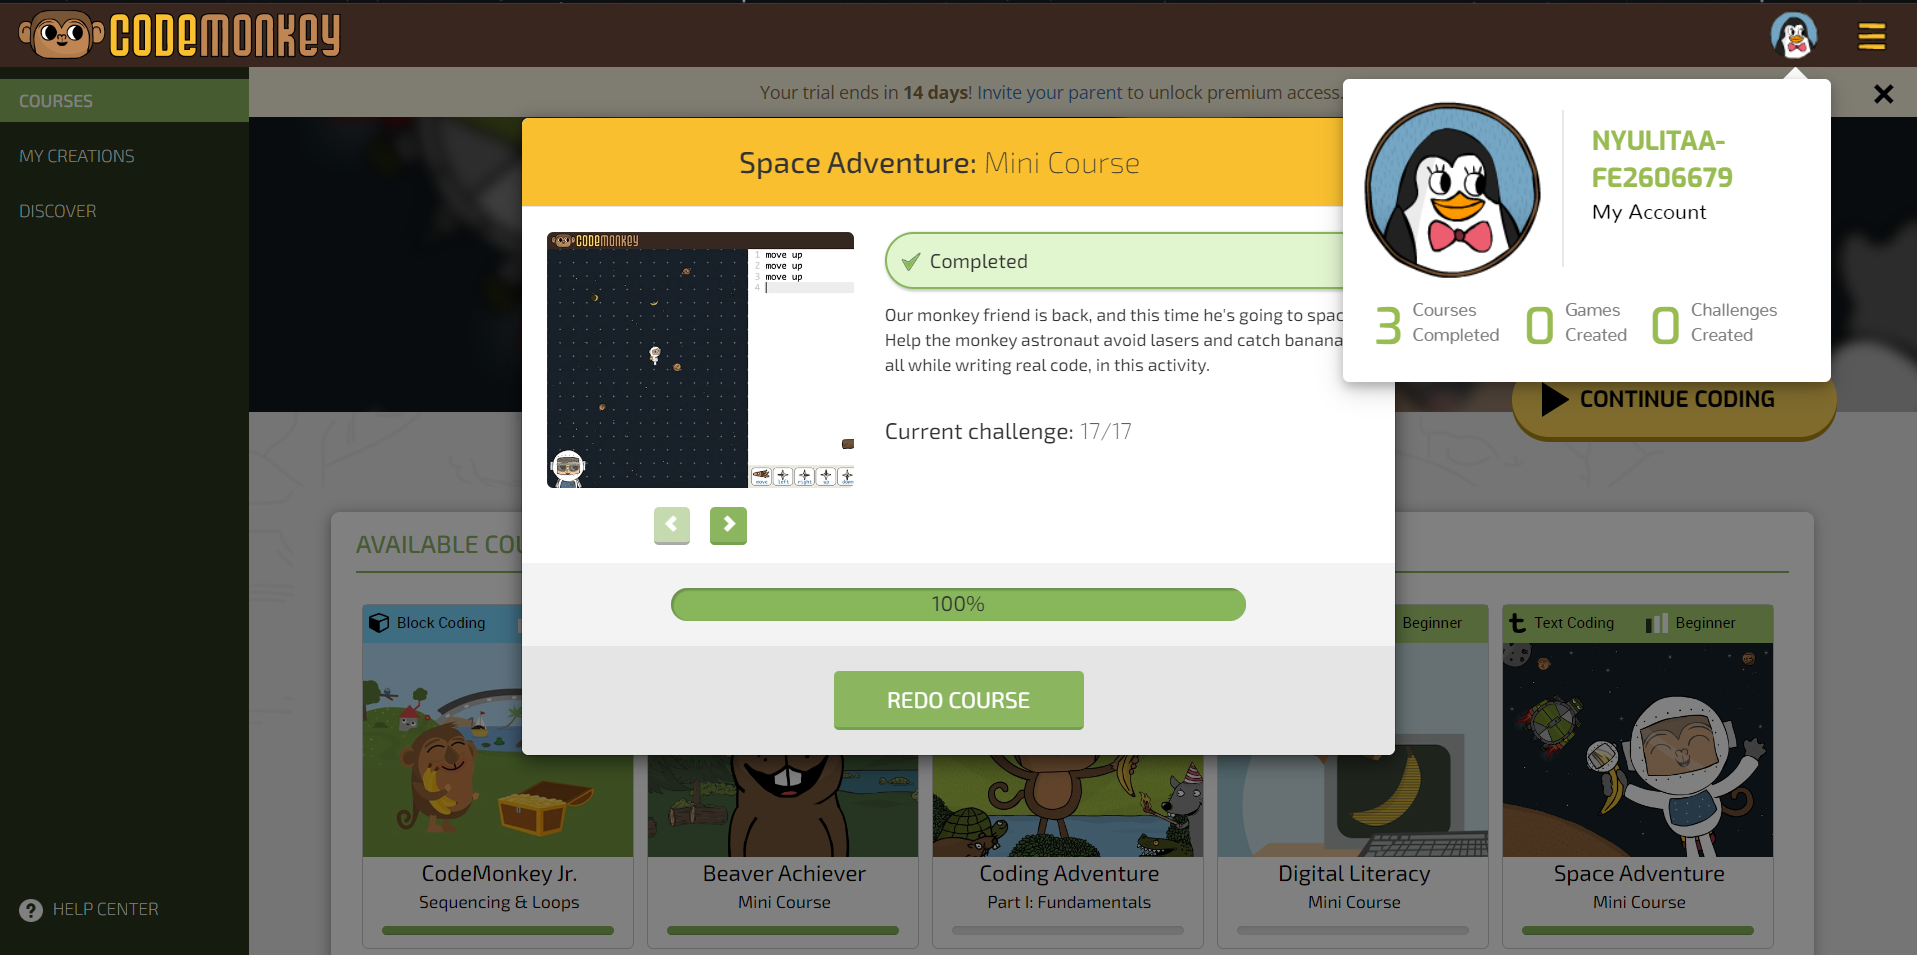 CODEMONKEY
COURSES
MY CREATIONS
DISCOVER
HELP CENTER
Your trial ends in 14 days! Invite your parent to unlock premium access.
NYULITAA-
FE2606679
My Account
3 Courses Completed
0 Games Created
0 Challenges Created
CONTINUE CODING
Space Adventure: Mini Course
CODEMONKEY
1 move up
2 move up
3 move up
4
move left right up down
Completed
Our monkey friend is back, and this time he's going to spac
Help the monkey astronaut avoid lasers and catch banana
all while writing real code, in this activity.
Current challenge: 17/17
100%
REDO COURSE
AVAILABLE COU
Block Coding
Beginner
Text Coding
Beginner
CodeMonkey Jr.
Sequencing & Loops
Beaver Achiever
Mini Course
Coding Adventure
Part I: Fundamentals
Digital Literacy
Mini Course
Space Adventure
Mini Course